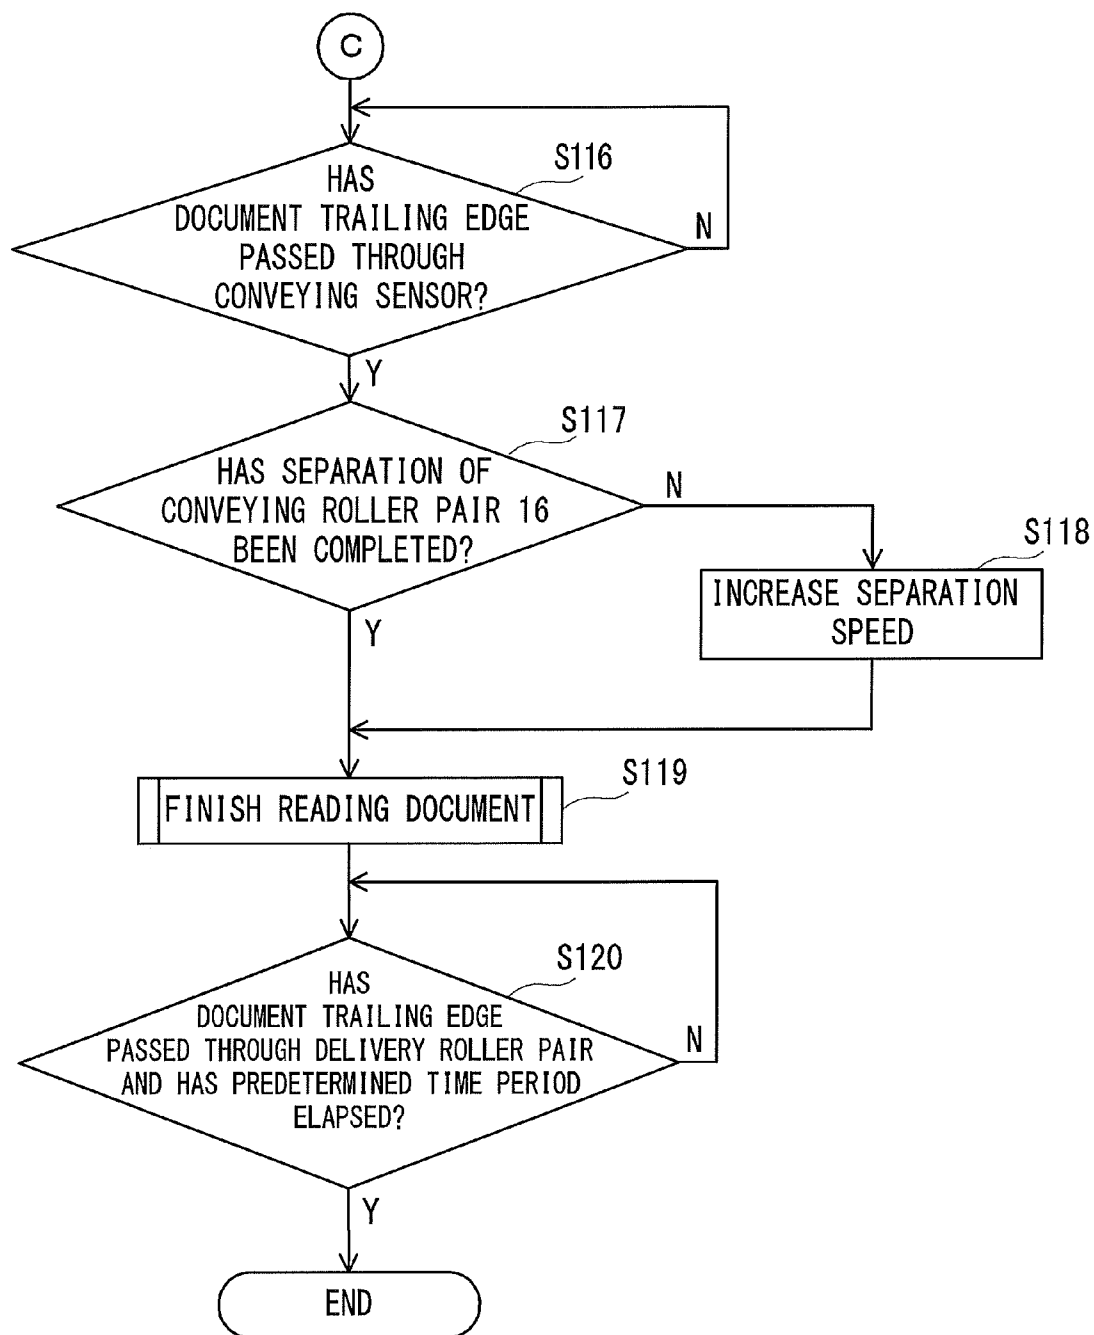 C
S116
HAS
DOCUMENT TRAILING EDGE
PASSED THROUGH
CONVEYING SENSOR?
N
Y
S117
HAS SEPARATION OF
CONVEYING ROLLER PAIR 16
BEEN COMPLETED?
N
Y
S118
INCREASE SEPARATION
SPEED
S119
FINISH READING DOCUMENT
S120
HAS
DOCUMENT TRAILING EDGE
PASSED THROUGH DELIVERY ROLLER PAIR
AND HAS PREDETERMINED TIME PERIOD
ELAPSED?
N
Y
END